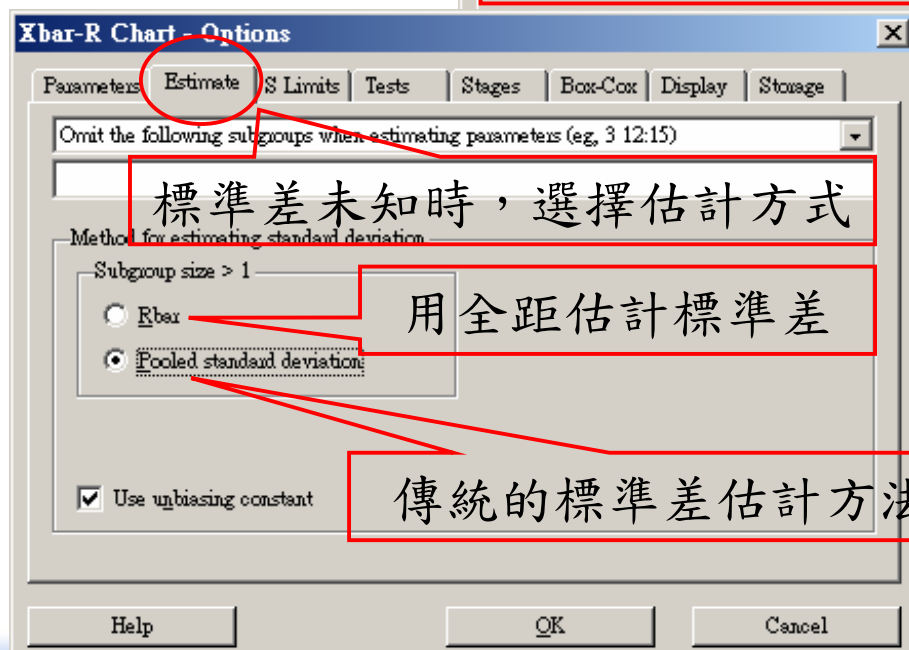 Xbar-R Chart - Options
Parameters Estimate S Limits Tests Stages Box-Cox Display Storage
Omit the following subgroups when estimating parameters (eg, 3 12:15)
標準差未知時，選擇估計方式
Method for estimating standard deviation
Subgroup size > 1
Rbar
用全距估計標準差
Pooled standard deviation
Use unbiasing constant
傳統的標準差估計方法
Help OK Cancel